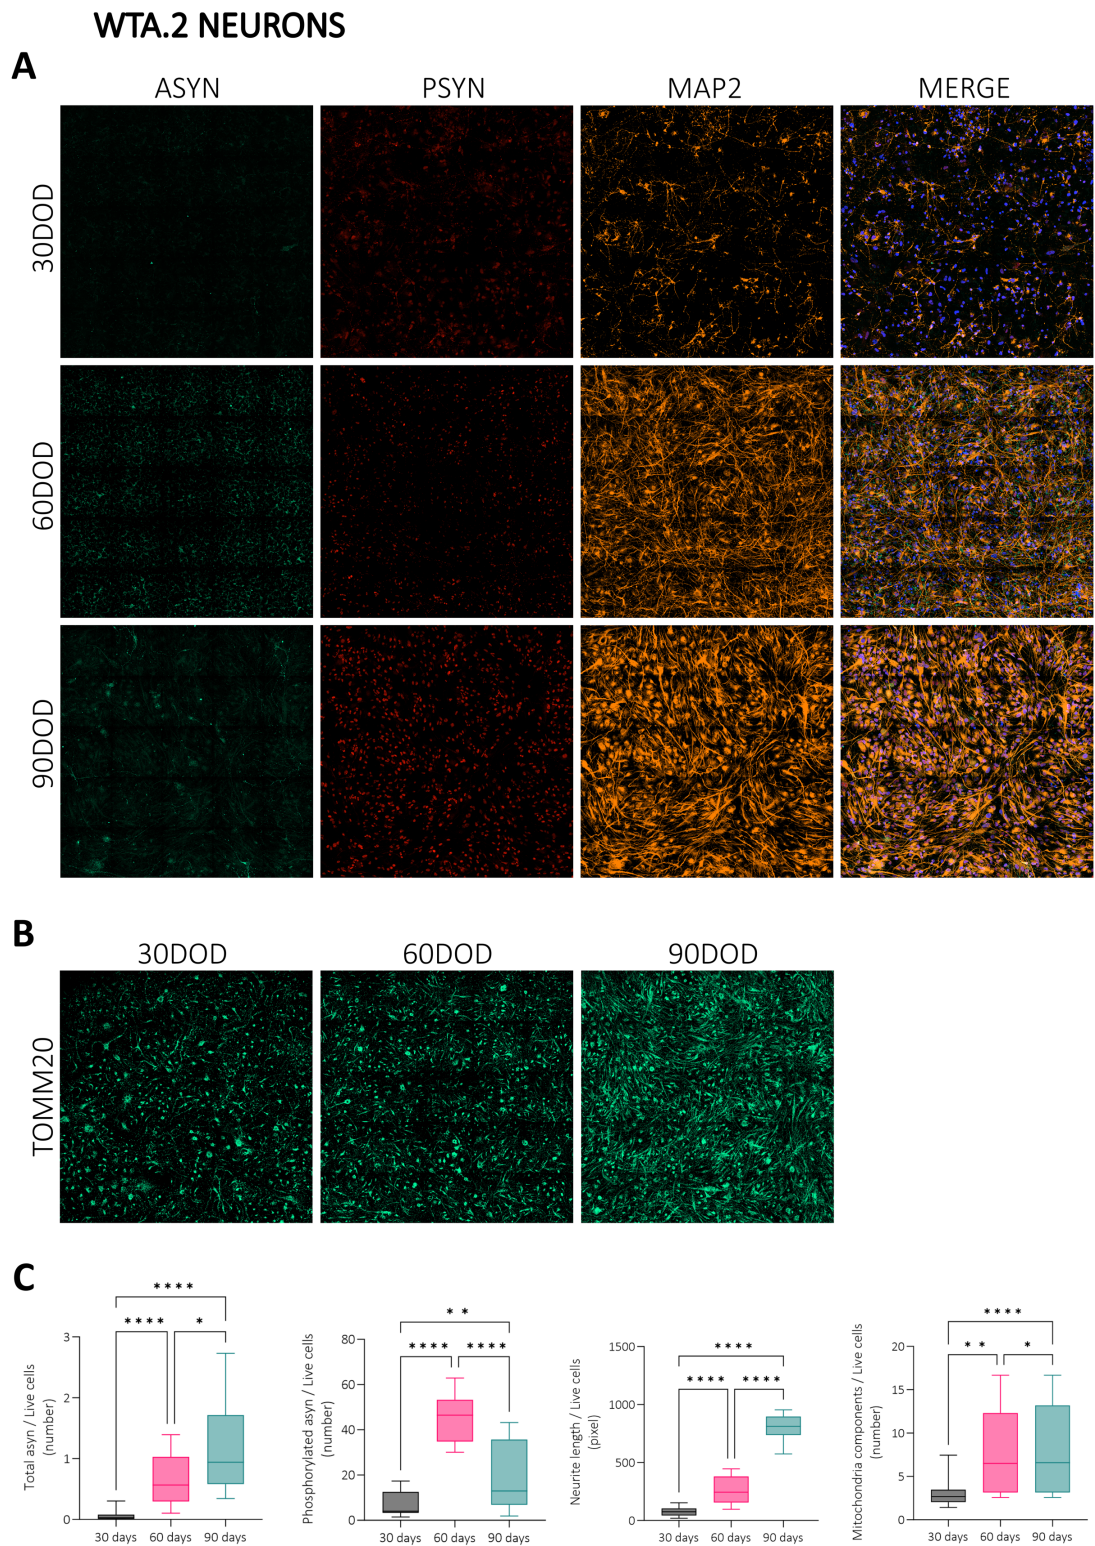 WTA.2 NEURONS
A
ASYN PSYN MAP2 MERGE
30DOD
60DOD
90DOD
B
30DOD 60DOD 90DOD
TOMM20
C
Total asyn / Live cells
(number)
****
**** *
3
2
1
0
30 days 60 days 90 days
Phosphorylated asyn / Live cells
(number)
**
**** ****
80
60
40
20
0
30 days 60 days 90 days
Neurite length / Live cells
(pixel)
****
**** ****
1500
1000
500
0
30 days 60 days 90 days
Mitochondria components / Live cells
(number)
****
** *
20
15
10
5
0
30 days 60 days 90 days